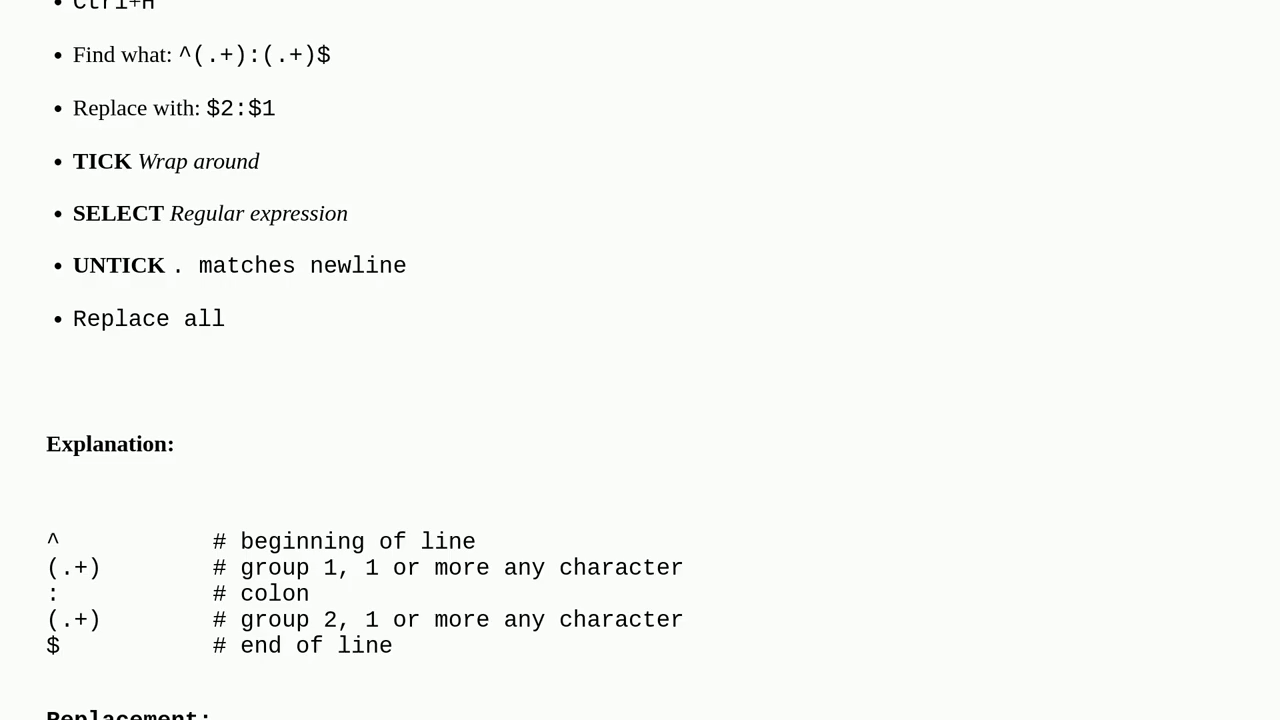 • Ctrl+H
• Find what: ^(.+):(.+)$
• Replace with: $2:$1
• TICK Wrap around
• SELECT Regular expression
• UNTICK . matches newline
• Replace all
Explanation:
^           # beginning of line
(.+)        # group 1, 1 or more any character
:           # colon
(.+)        # group 2, 1 or more any character
$           # end of line
Replacement: